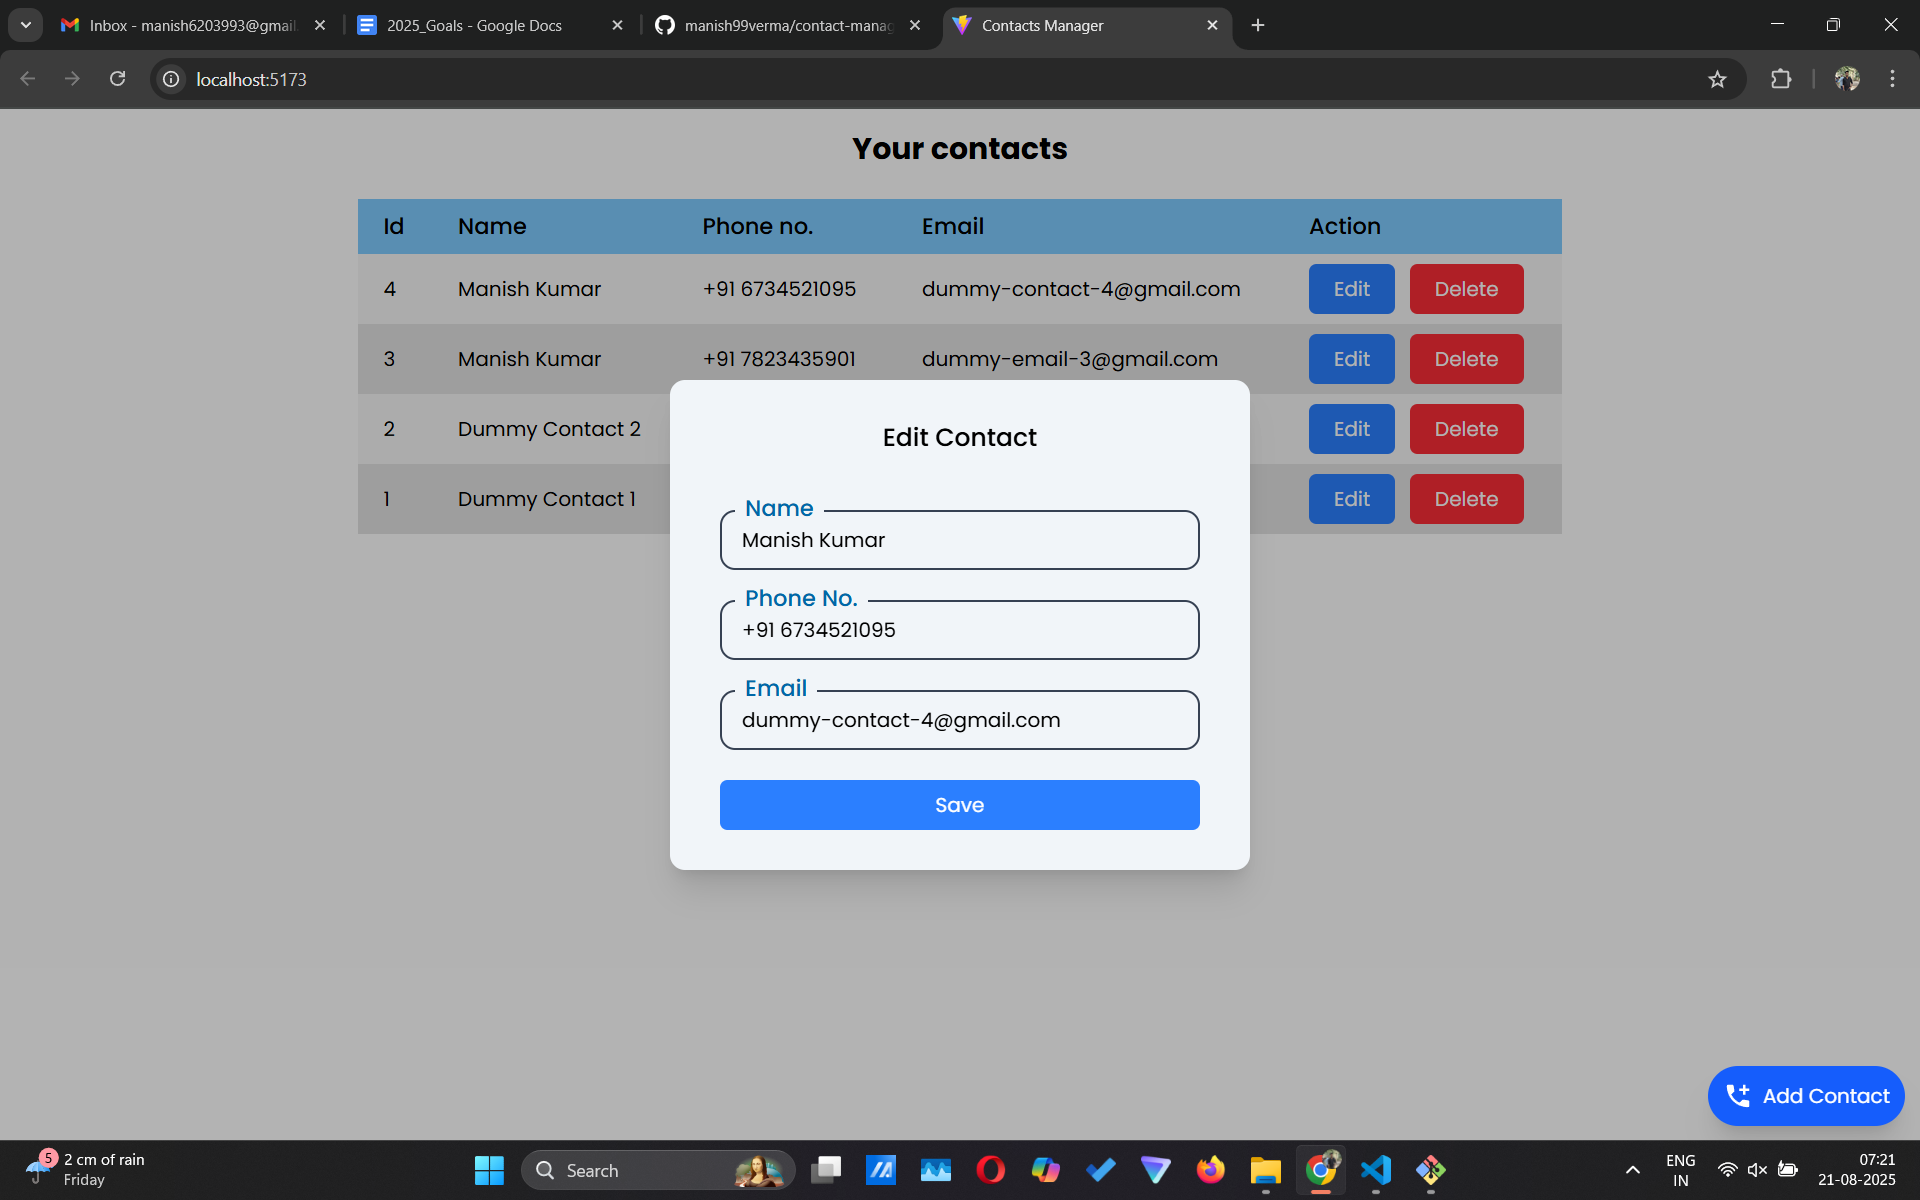 Inbox - manish6203993@gmail.
2025_Goals - Google Docs
manish99verma/contact-manag
Contacts Manager
localhost:5173
Your contacts
Id Name Phone no. Email Action
4 Manish Kumar +91 6734521095 dummy-contact-4@gmail.com Edit Delete
3 Manish Kumar +91 7823435901 dummy-email-3@gmail.com Edit Delete
2 Dummy Contact 2 Edit Delete
1 Dummy Contact 1 Edit Delete
Edit Contact
Name
Manish Kumar
Phone No.
+91 6734521095
Email
dummy-contact-4@gmail.com
Save
Add Contact
5
2 cm of rain
Friday
Search
ENG
IN
07:21
21-08-2025